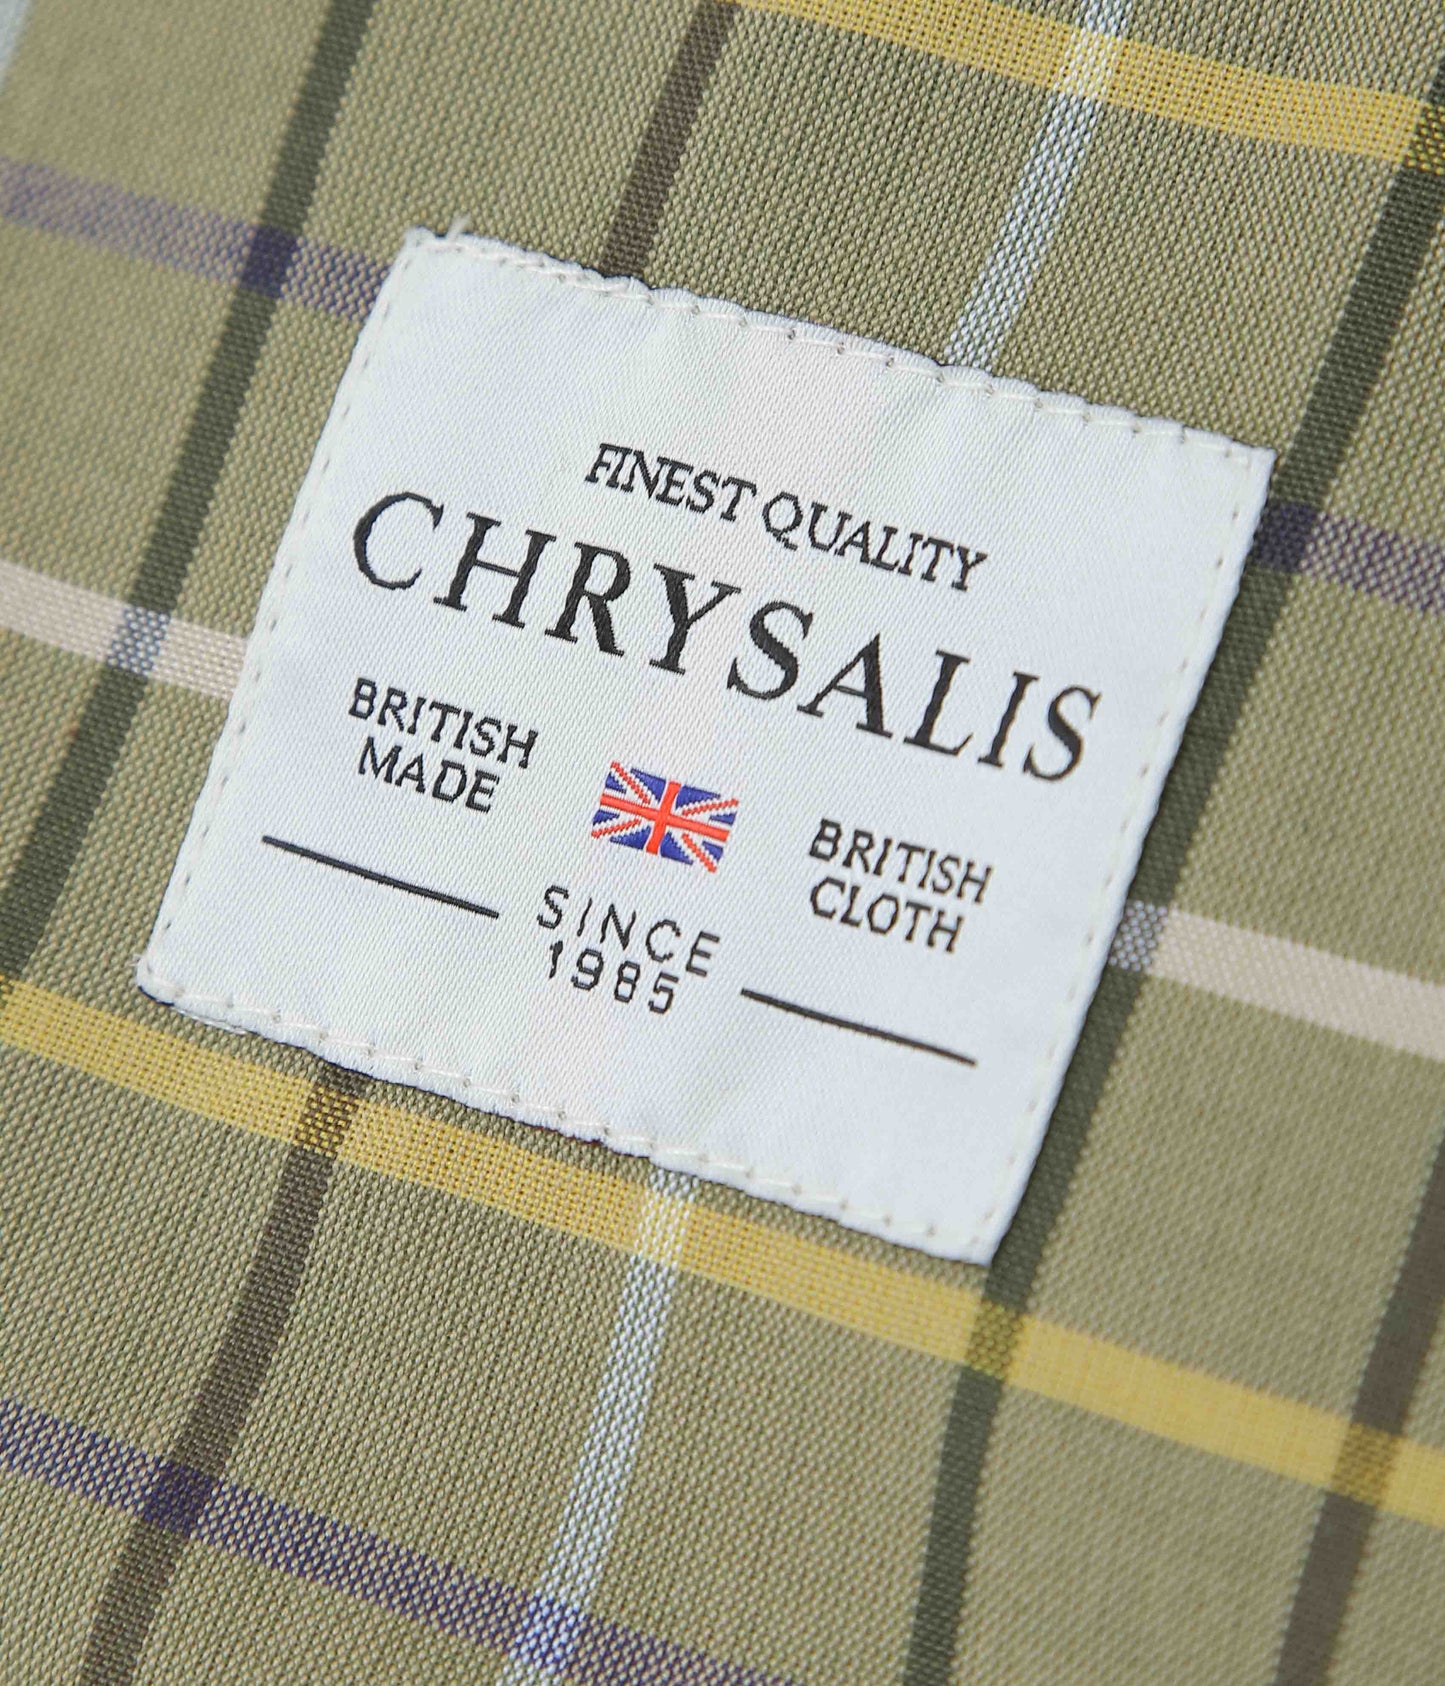 FINEST QUALITY
CHRYSALIS
BRITISH
MADE
BRITISH
CLOTH
SINCE
1985